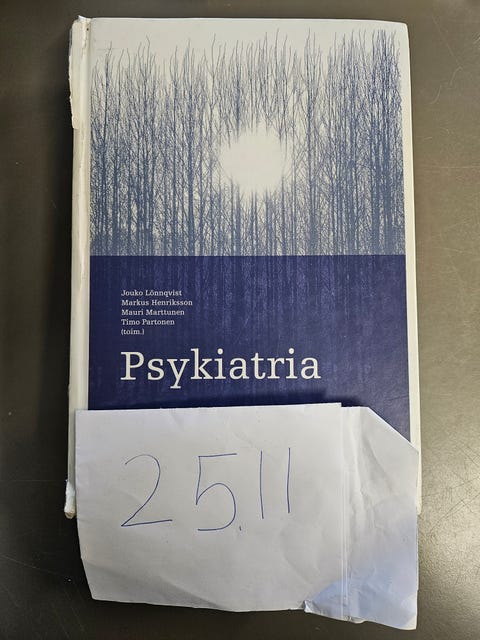 Jouko Lönnqvist
Markus Henriksson
Mauri Marttunen
Timo Partonen
(toim.)
Psykiatria
25.11